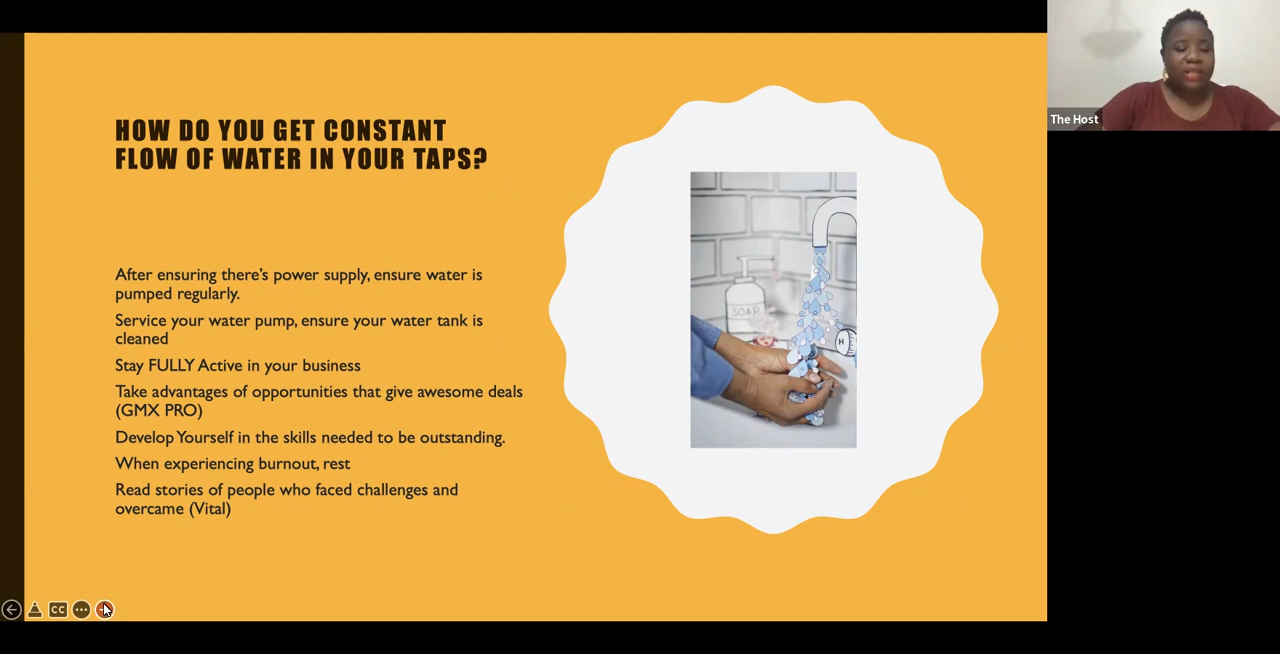 HOW DO YOU GET CONSTANT
FLOW OF WATER IN YOUR TAPS?
After ensuring there's power supply, ensure water is
pumped regularly.
Service your water pump, ensure your water tank is
cleaned
Stay FULLY Active in your business
Take advantages of opportunities that give awesome deals
(GMX PRO)
Develop Yourself in the skills needed to be outstanding.
When experiencing burnout, rest
Read stories of people who faced challenges and
overcame (Vital)
SOAP
H
CC
The Host